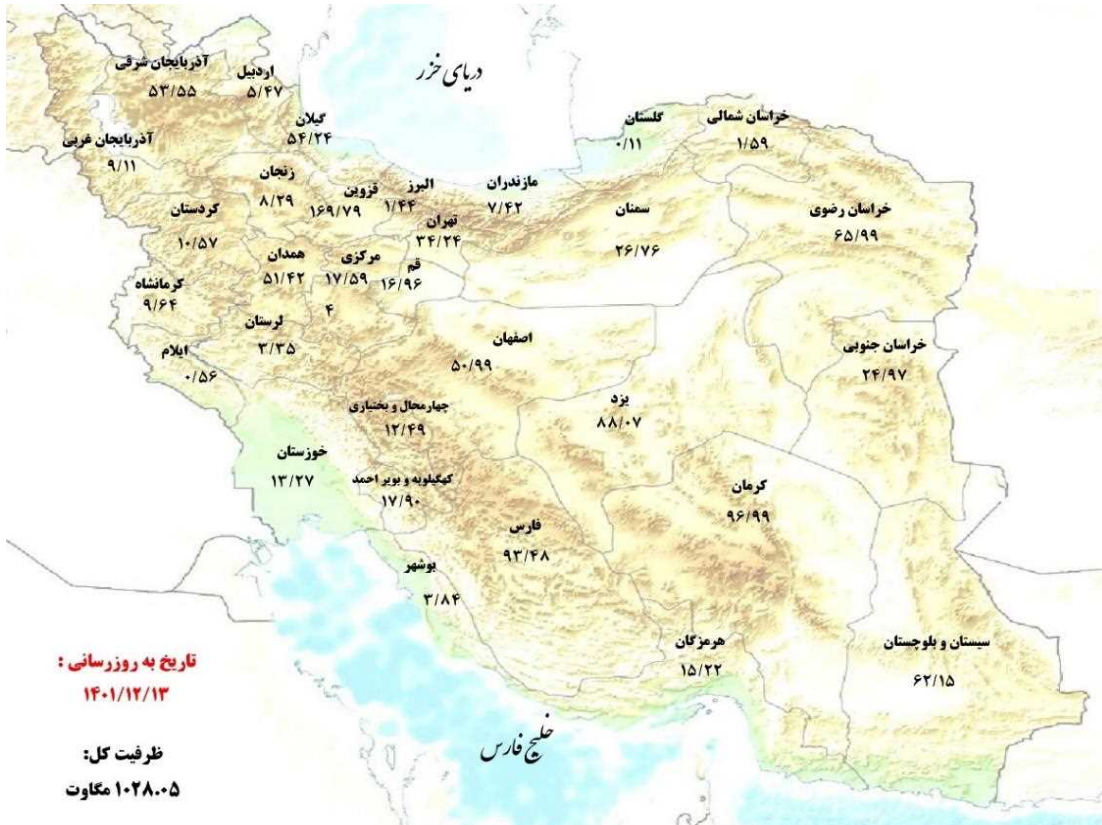 دریای خزر
آذربایجان شرقی
۵۳/۵۵
اردبیل
۵/۴۷
گیلان
۵۴/۲۴
گلستان
۰/۱۱
خراسان شمالی
۱/۵۹
آذربایجان غربی
۹/۱۱
زنجان
۸/۲۹
قزوین
۱۶۹/۷۹
البرز
۱/۴۴
مازندران
۷/۴۲
تهران
۳۴/۲۴
سمنان
۲۶/۷۶
خراسان رضوی
۶۵/۹۹
کردستان
۱۰/۵۷
همدان
۵۱/۴۲
مرکزی
۱۷/۵۹
قم
۱۶/۹۶
کرمانشاه
۹/۶۴
۴
لرستان
۳/۳۵
ایلام
۰/۵۶
اصفهان
۵۰/۹۹
خراسان جنوبی
۲۴/۹۷
یزد
۸۸/۰۷
چهارمحال و بختیاری
۱۲/۴۹
خوزستان
۱۳/۲۷
کهگیلویه و بویر احمد
۱۷/۹۰
کرمان
۹۶/۹۹
فارس
۹۳/۴۸
بوشهر
۳/۸۴
هرمزگان
۱۵/۲۲
سیستان و بلوچستان
۶۲/۱۵
خلیج فارس
تاریخ به روزرسانی :
۱۴۰۱/۱۲/۱۳
ظرفیت کل:
۱۰۲۸.۰۵ مگاوت